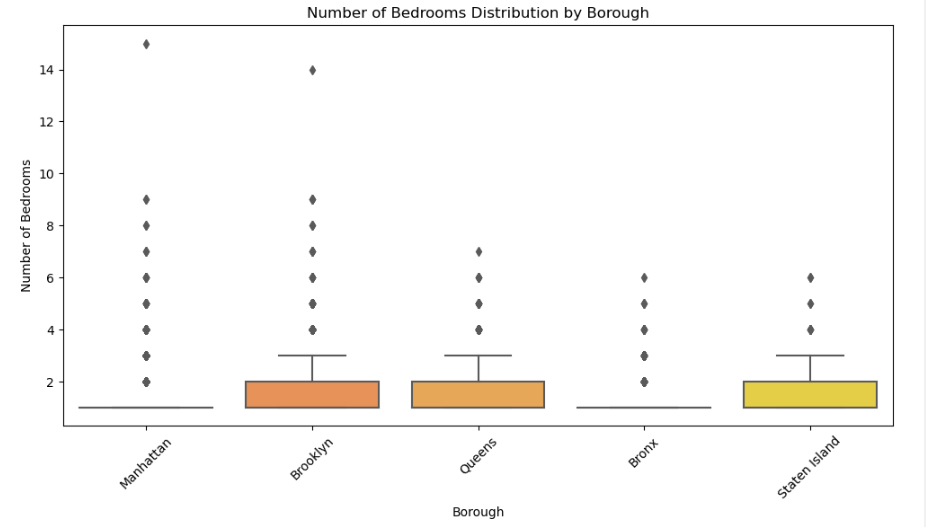 Number of Bedrooms Distribution by Borough
Number of Bedrooms
14
12
10
8
6
4
2
Manhattan
Brooklyn
Queens
Bronx
Staten Island
Borough